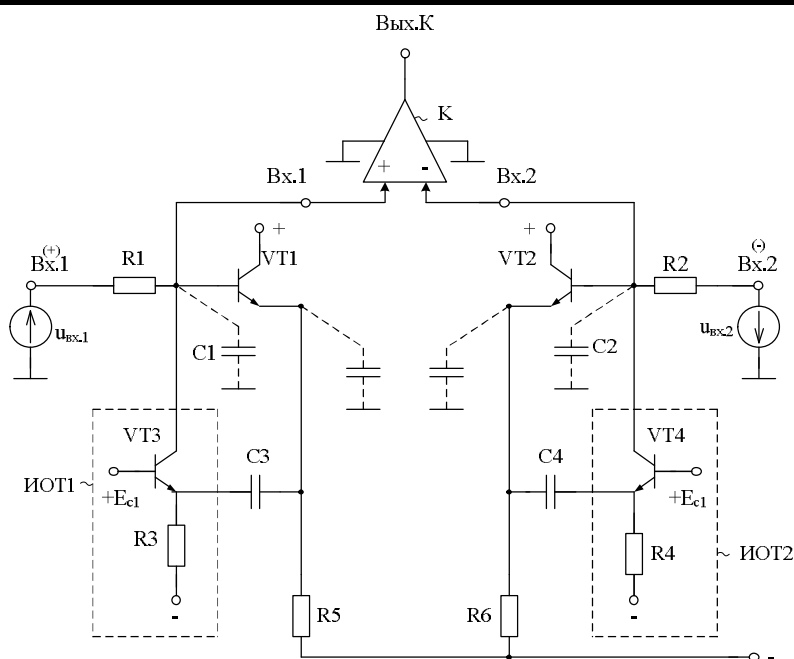 Вых.К
K
+ -
Вх.1
Вх.2
+
+
(+)
Вх.1
R1
VT1
VT2
R2
(-)
Вх.2
uвх.1
C1
C2
uвх.2
VT3
C3
C4
VT4
ИОТ1
+Ec1
+Ec1
R3
R4
ИОТ2
-
-
R5
R6
-